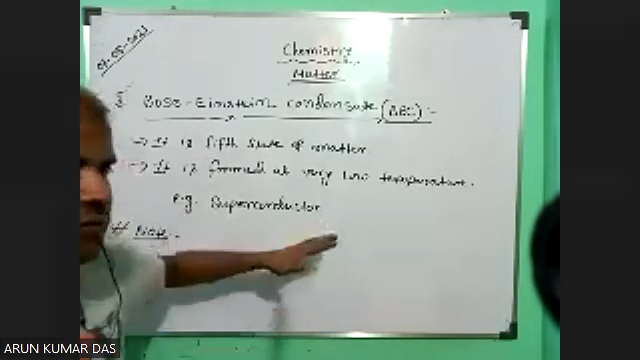 Chemistry
Matter
Bose-Einstein condensate (BEC):-
→ It is fifth state of matter.
→ It is formed at very low temperature.
e.g. Superconductor
# Note
ARUN KUMAR DAS